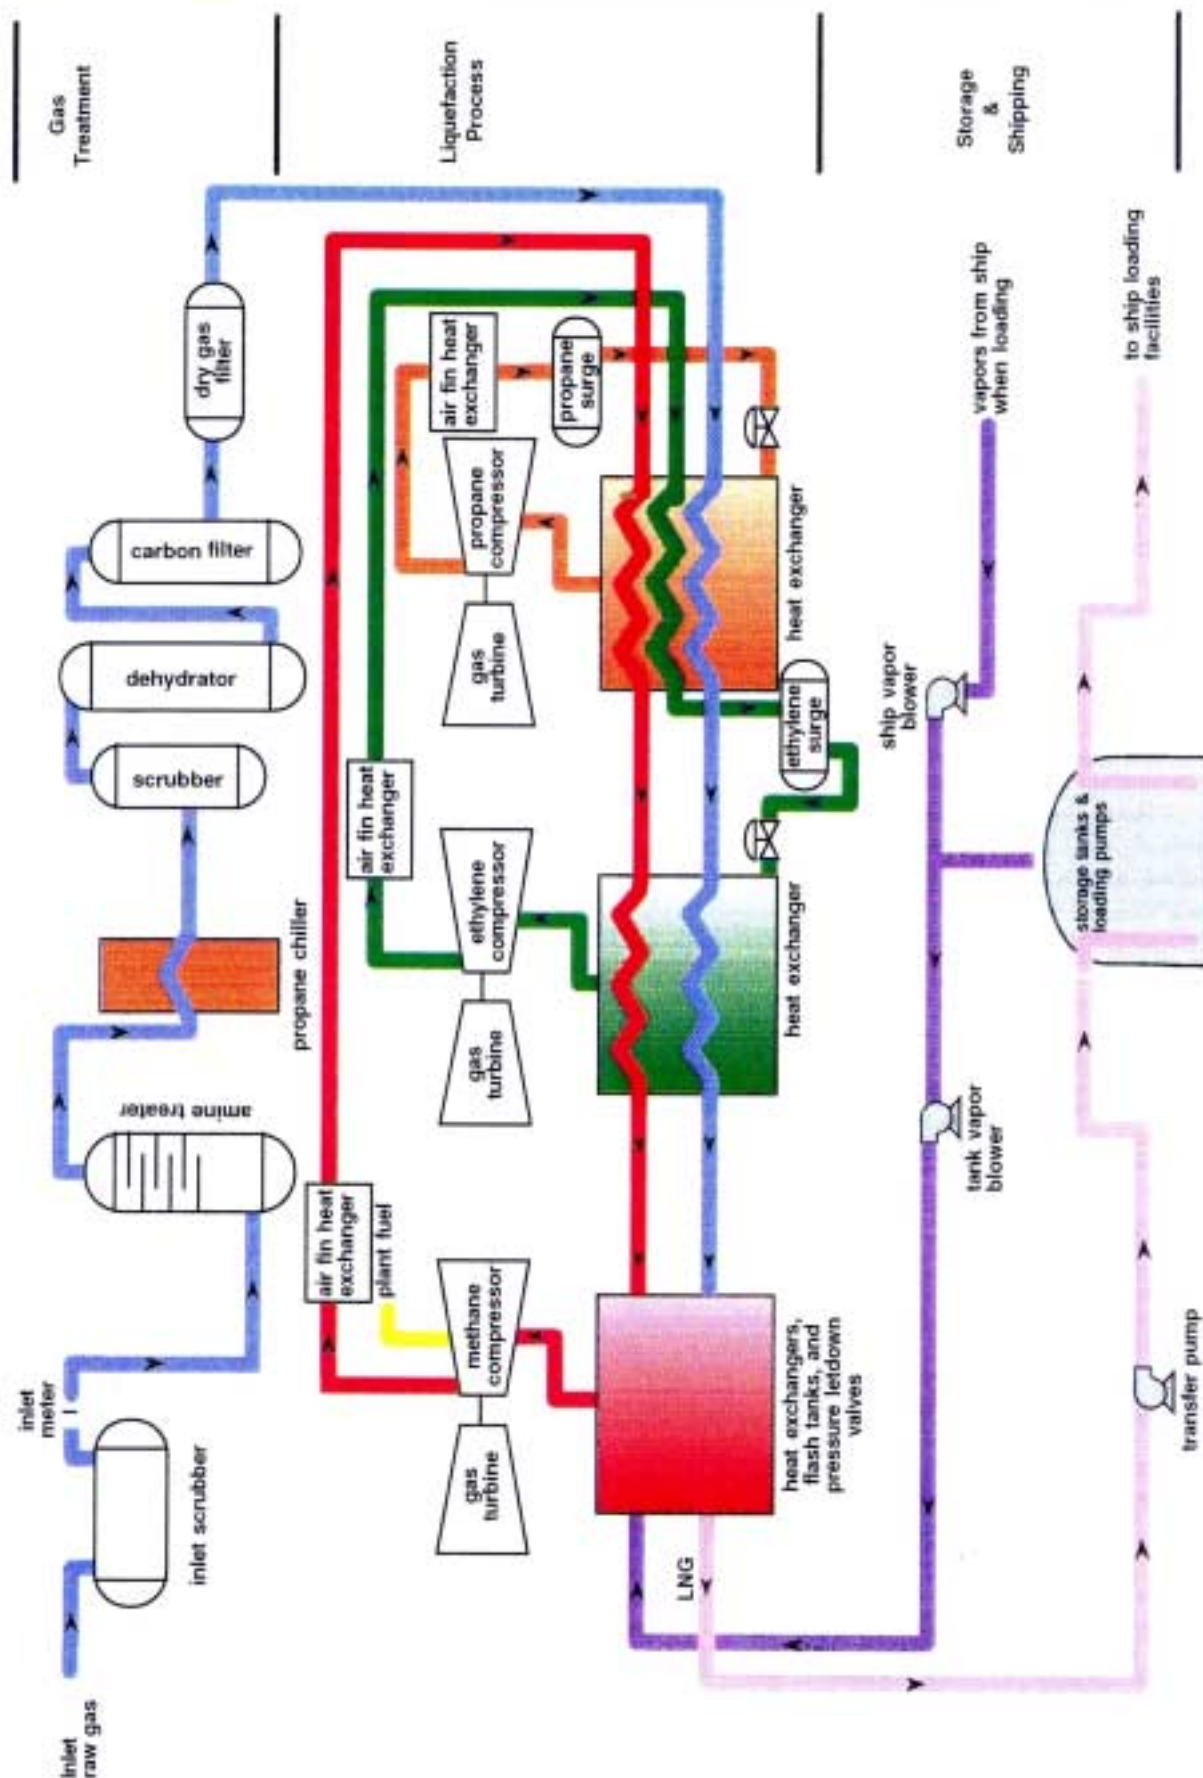 Gas
Treatment
Liquefaction
Process
Storage
&
Shipping
inlet
raw gas
inlet scrubber
inlet
meter
amine treater
propane chiller
scrubber
dehydrator
carbon filter
dry gas
filter
air fin heat
exchanger
plant fuel
methane
compressor
gas
turbine
air fin heat
exchanger
ethylene
compressor
gas
turbine
air fin heat
exchanger
propane
compressor
gas
turbine
propane
surge
heat exchangers,
flash tanks, and
pressure letdown
valves
heat exchanger
ethylene
surge
heat exchanger
LNG
tank vapor
blower
ship vapor
blower
vapors from ship
when loading
transfer pump
storage tanks &
loading pumps
to ship loading
facilities